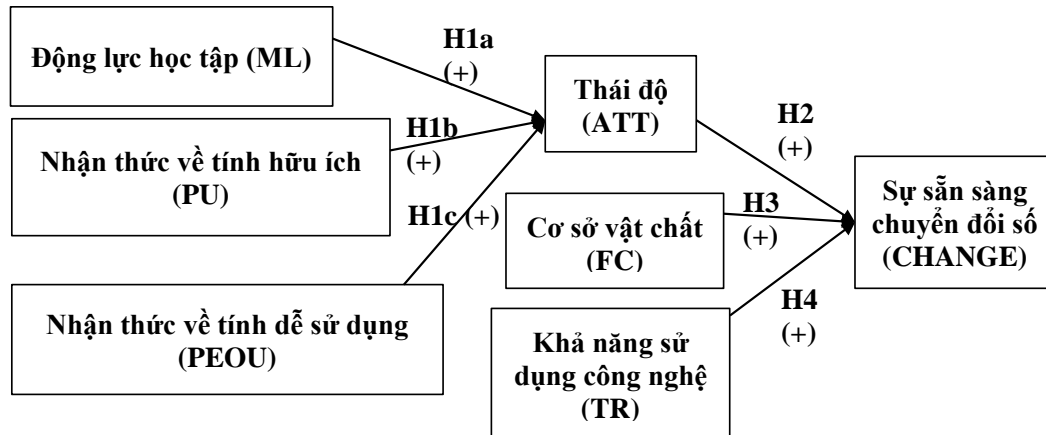 Động lực học tập (ML)
H1a
(+)
Nhận thức về tính hữu ích
(PU)
H1b
(+)
Nhận thức về tính dễ sử dụng
(PEOU)
H1c (+)
Thái độ
(ATT)
H2
(+)
Cơ sở vật chất
(FC)
H3
(+)
Khả năng sử
dụng công nghệ
(TR)
H4
(+)
Sự sẵn sàng
chuyển đổi số
(CHANGE)